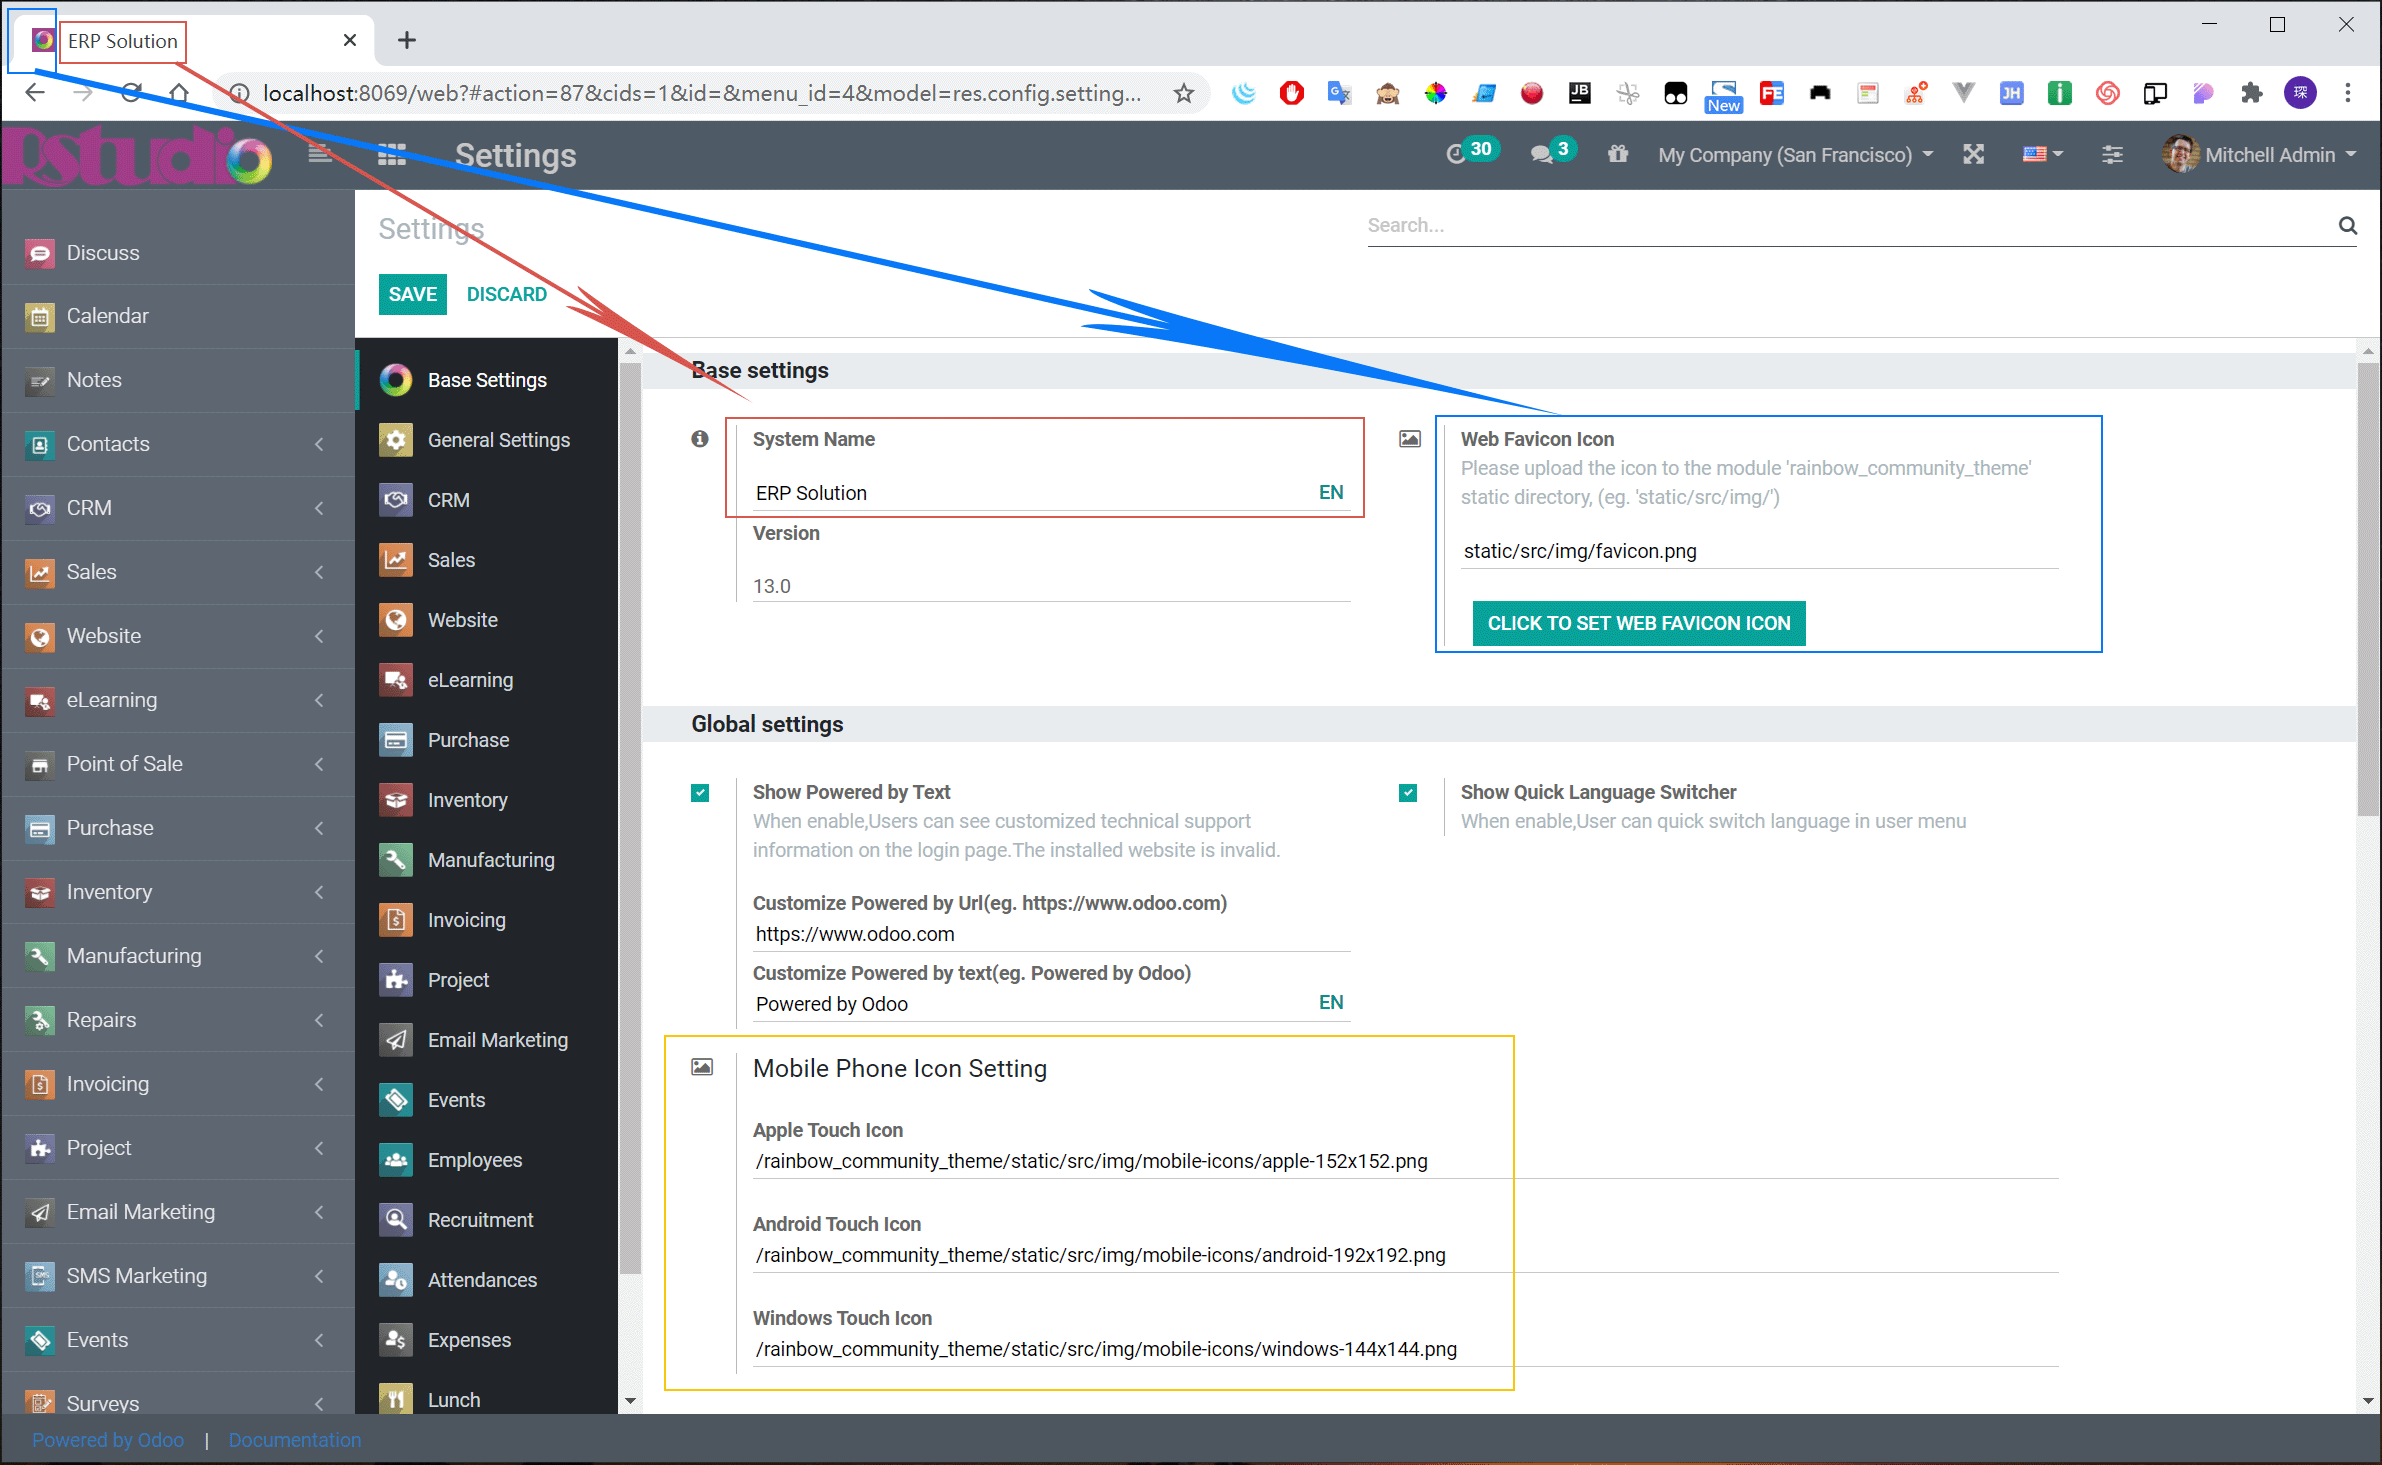 ERP Solution
localhost:8069/web?#action=87&cids=1&id=&menu_id=4&model=res.config.setting...
JB
New
FE
JH
琛
RStudio
Settings
30
3
My Company (San Francisco)
Mitchell Admin
Settings
Search...
SAVE
DISCARD
Discuss
Calendar
Notes
Contacts
CRM
Sales
Website
eLearning
Point of Sale
Purchase
Inventory
Manufacturing
Repairs
Invoicing
Project
Email Marketing
SMS Marketing
Events
Surveys
Base Settings
General Settings
CRM
Sales
Website
eLearning
Purchase
Inventory
Manufacturing
Invoicing
Project
Email Marketing
Events
Employees
Recruitment
Attendances
Expenses
Lunch
Base settings
System Name
ERP Solution EN
Version
13.0
Web Favicon Icon
Please upload the icon to the module 'rainbow_community_theme'
static directory, (eg. 'static/src/img/')
static/src/img/favicon.png
CLICK TO SET WEB FAVICON ICON
Global settings
Show Powered by Text
When enable,Users can see customized technical support
information on the login page.The installed website is invalid.
Customize Powered by Url(eg. https://www.odoo.com)
https://www.odoo.com
Customize Powered by text(eg. Powered by Odoo)
Powered by Odoo EN
Show Quick Language Switcher
When enable,User can quick switch language in user menu
Mobile Phone Icon Setting
Apple Touch Icon
/rainbow_community_theme/static/src/img/mobile-icons/apple-152x152.png
Android Touch Icon
/rainbow_community_theme/static/src/img/mobile-icons/android-192x192.png
Windows Touch Icon
/rainbow_community_theme/static/src/img/mobile-icons/windows-144x144.png
Powered by Odoo | Documentation